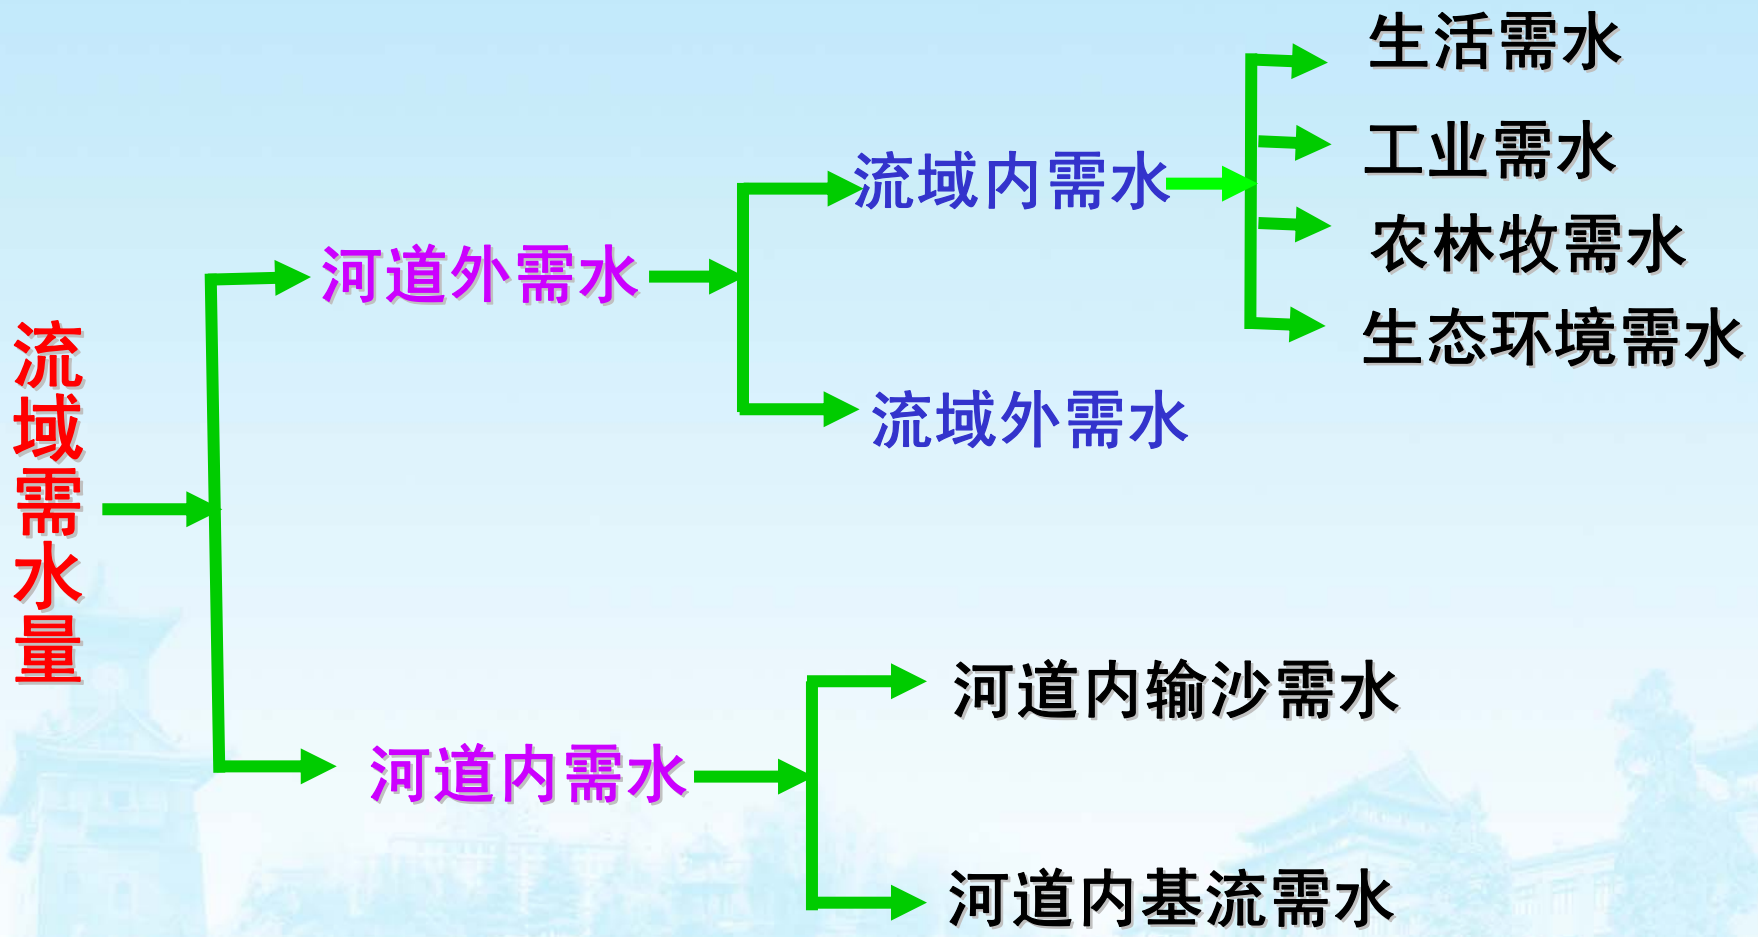 流域需水量
河道外需水
流域内需水
生活需水
工业需水
农林牧需水
生态环境需水
流域外需水
河道内需水
河道内输沙需水
河道内基流需水